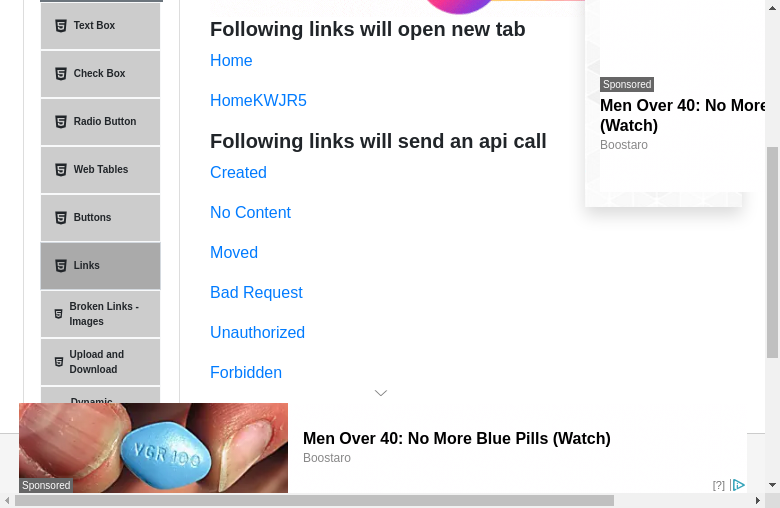 Text Box
Check Box
Radio Button
Web Tables
Buttons
Links
Broken Links -
Images
Upload and
Download
Dynamic
Following links will open new tab
Home
HomeKWJR5
Following links will send an api call
Created
No Content
Moved
Bad Request
Unauthorized
Forbidden
Sponsored
Men Over 40: No More
(Watch)
Boostaro
VGR 100
Sponsored
Men Over 40: No More Blue Pills (Watch)
Boostaro
[?]